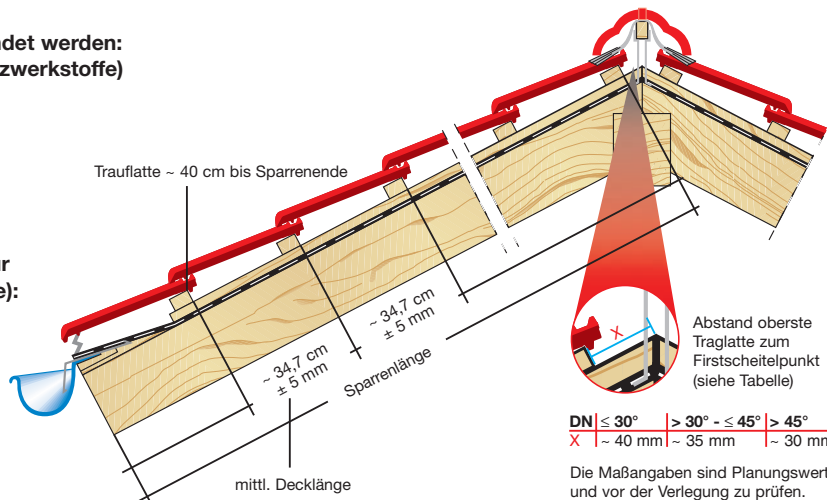 ndet werden:
zwerkstoffe)
Trauflatte ~ 40 cm bis Sparrenende
ur
e):
~ 34,7 cm
± 5 mm
~ 34,7 cm
± 5 mm
Sparrenlänge
mittl. Decklänge
X
Abstand oberste
Traglatte zum
Firstscheitelpunkt
(siehe Tabelle)
DN ≤ 30° > 30° - ≤ 45° > 45°
X ~ 40 mm ~ 35 mm ~ 30 mm
Die Maßangaben sind Planungswert
und vor der Verlegung zu prüfen.